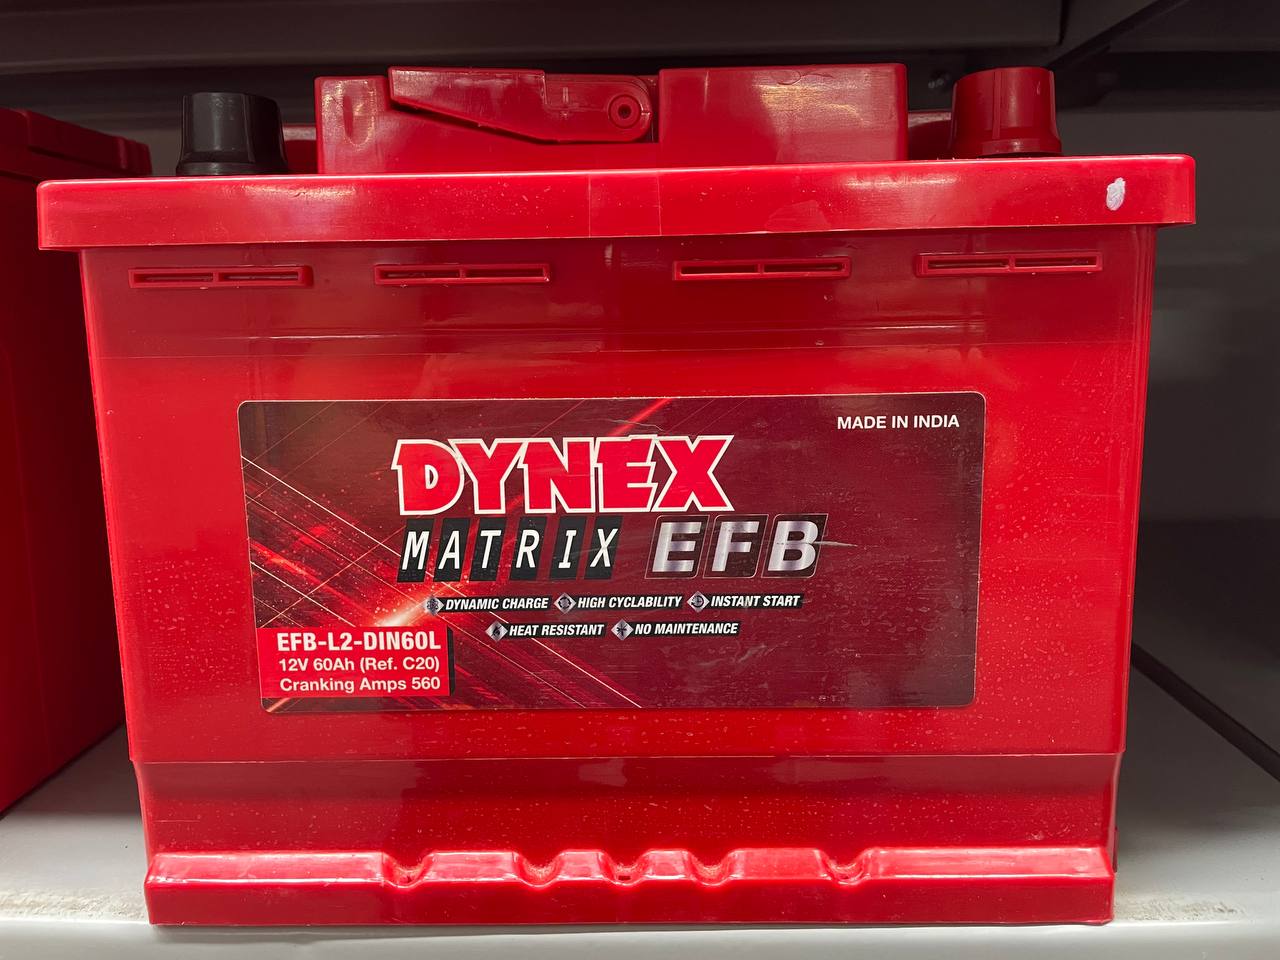 MADE IN INDIA
DYNEX
MATRIX EFB
DYNAMIC CHARGE HIGH CYCLABILITY INSTANT START
HEAT RESISTANT NO MAINTENANCE
EFB-L2-DIN60L
12V 60Ah (Ref. C20)
Cranking Amps 560